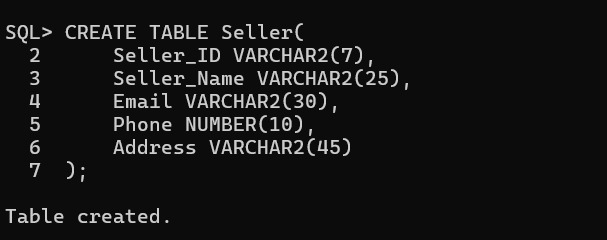 SQL> CREATE TABLE Seller(
  2      Seller_ID VARCHAR2(7),
  3      Seller_Name VARCHAR2(25),
  4      Email VARCHAR2(30),
  5      Phone NUMBER(10),
  6      Address VARCHAR2(45)
  7  );
Table created.